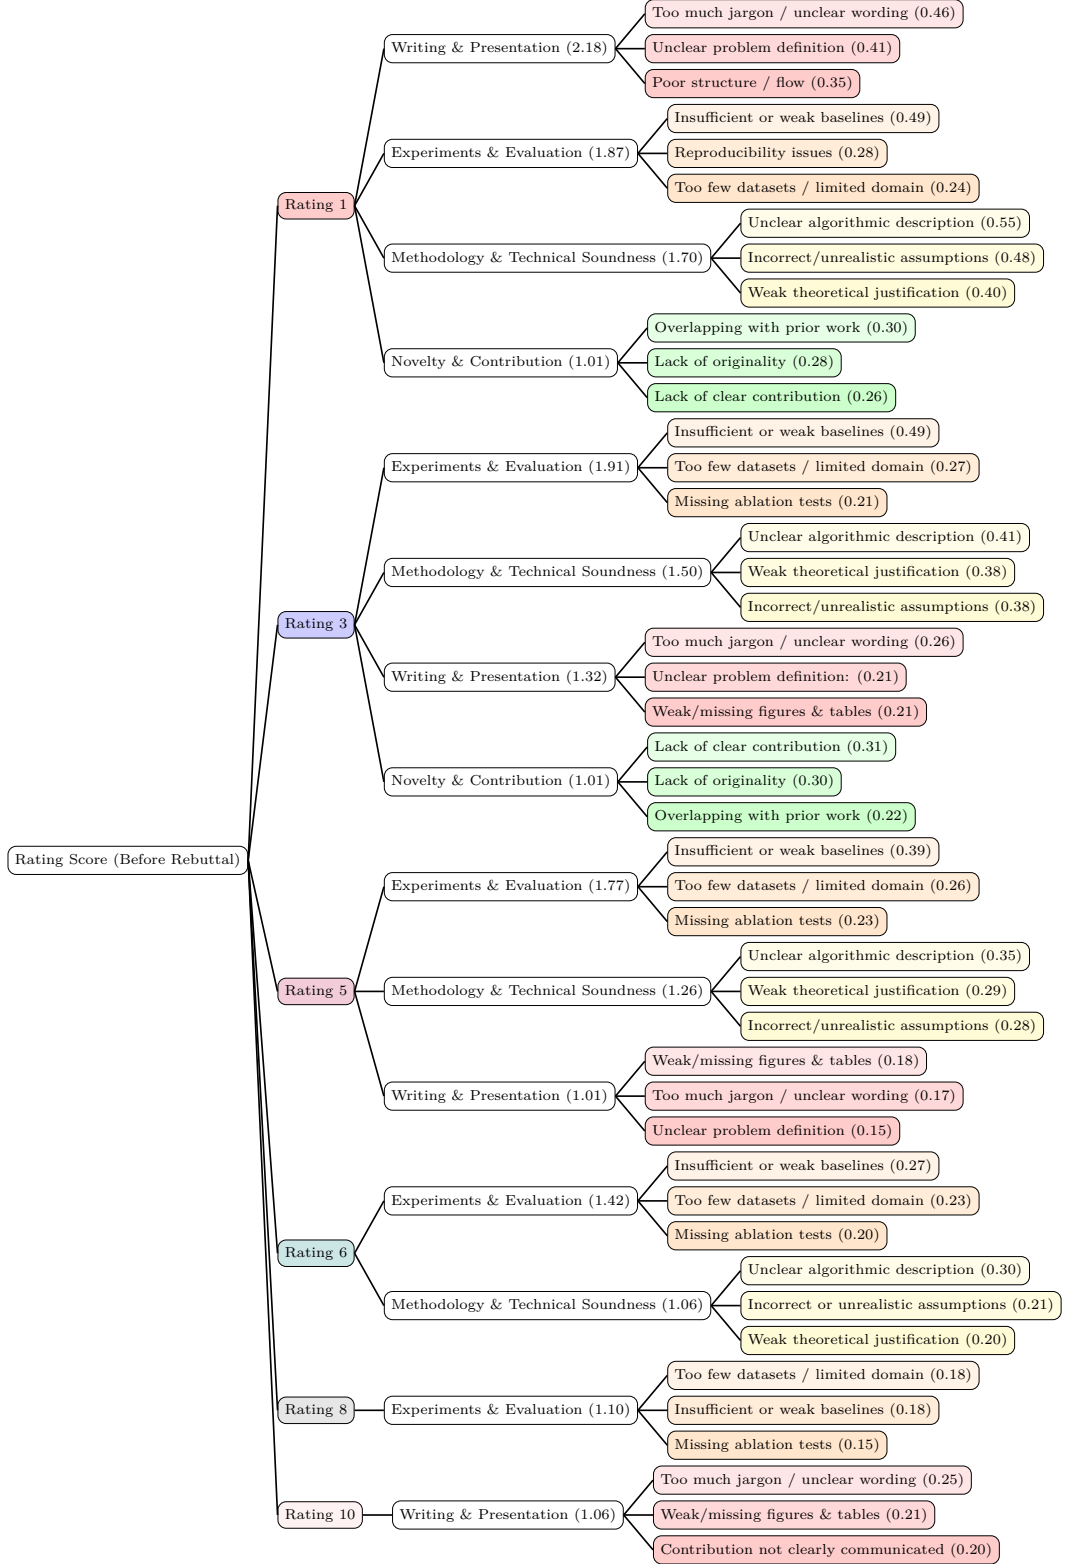 Rating Score (Before Rebuttal)
Rating 1
Writing & Presentation (2.18)
Too much jargon / unclear wording (0.46)
Unclear problem definition (0.41)
Poor structure / flow (0.35)
Experiments & Evaluation (1.87)
Insufficient or weak baselines (0.49)
Reproducibility issues (0.28)
Too few datasets / limited domain (0.24)
Methodology & Technical Soundness (1.70)
Unclear algorithmic description (0.55)
Incorrect/unrealistic assumptions (0.48)
Weak theoretical justification (0.40)
Novelty & Contribution (1.01)
Overlapping with prior work (0.30)
Lack of originality (0.28)
Lack of clear contribution (0.26)
Rating 3
Experiments & Evaluation (1.91)
Insufficient or weak baselines (0.49)
Too few datasets / limited domain (0.27)
Missing ablation tests (0.21)
Methodology & Technical Soundness (1.50)
Unclear algorithmic description (0.41)
Weak theoretical justification (0.38)
Incorrect/unrealistic assumptions (0.38)
Writing & Presentation (1.32)
Too much jargon / unclear wording (0.26)
Unclear problem definition: (0.21)
Weak/missing figures & tables (0.21)
Novelty & Contribution (1.01)
Lack of clear contribution (0.31)
Lack of originality (0.30)
Overlapping with prior work (0.22)
Rating 5
Experiments & Evaluation (1.77)
Insufficient or weak baselines (0.39)
Too few datasets / limited domain (0.26)
Missing ablation tests (0.23)
Methodology & Technical Soundness (1.26)
Unclear algorithmic description (0.35)
Weak theoretical justification (0.29)
Incorrect/unrealistic assumptions (0.28)
Writing & Presentation (1.01)
Weak/missing figures & tables (0.18)
Too much jargon / unclear wording (0.17)
Unclear problem definition (0.15)
Rating 6
Experiments & Evaluation (1.42)
Insufficient or weak baselines (0.27)
Too few datasets / limited domain (0.23)
Missing ablation tests (0.20)
Methodology & Technical Soundness (1.06)
Unclear algorithmic description (0.30)
Incorrect or unrealistic assumptions (0.21)
Weak theoretical justification (0.20)
Rating 8
Experiments & Evaluation (1.10)
Too few datasets / limited domain (0.18)
Insufficient or weak baselines (0.18)
Missing ablation tests (0.15)
Rating 10
Writing & Presentation (1.06)
Too much jargon / unclear wording (0.25)
Weak/missing figures & tables (0.21)
Contribution not clearly communicated (0.20)